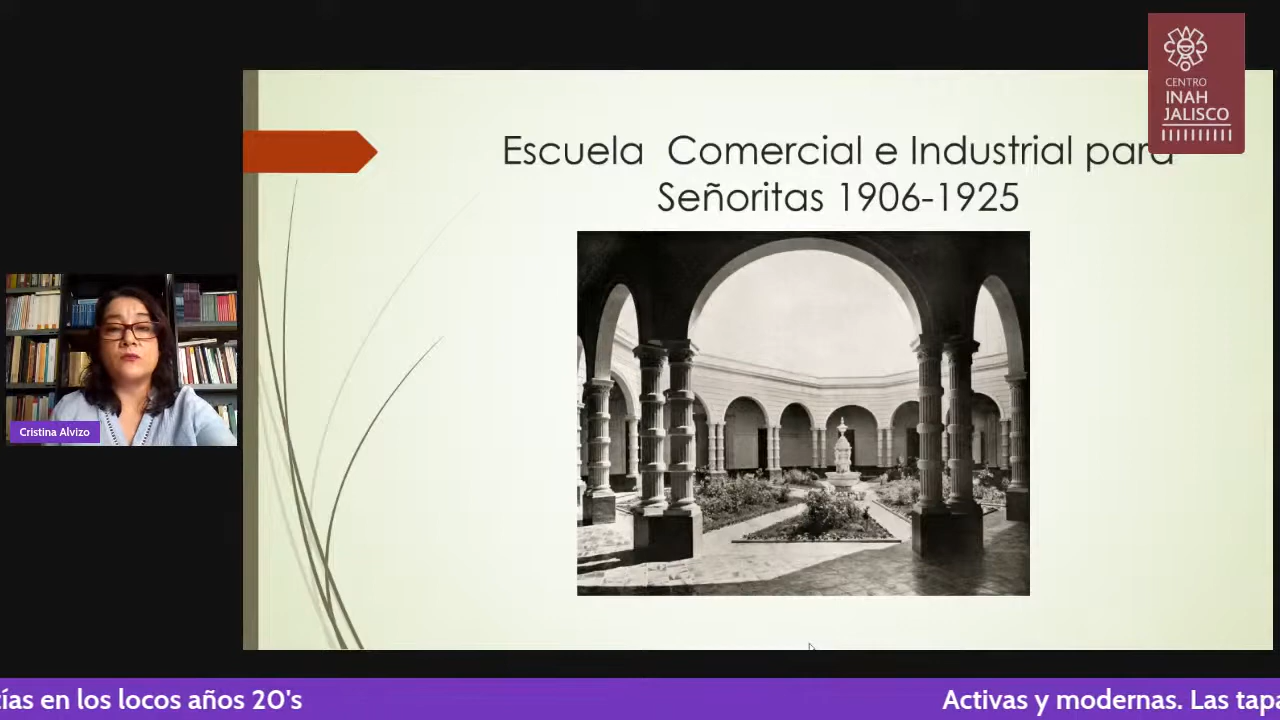 CENTRO
INAH
JALISCO
Escuela  Comercial e Industrial para
Señoritas 1906-1925
Cristina Alvizo
ías en los locos años 20's
Activas y modernas. Las tapa